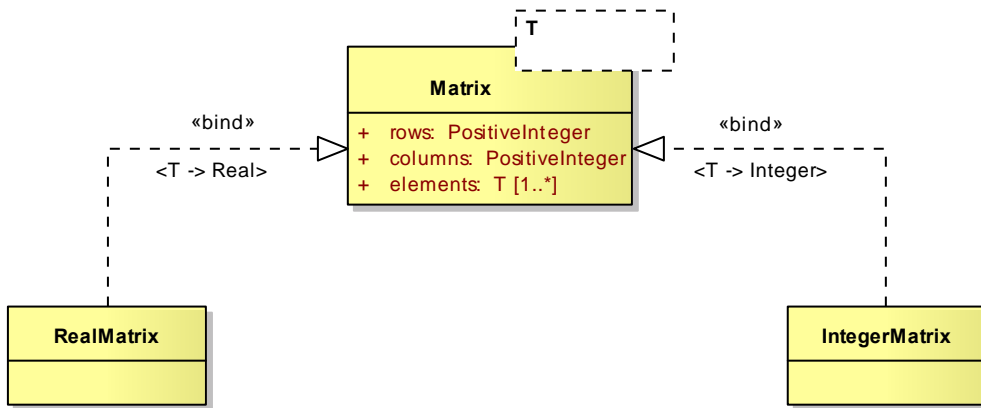 T
Matrix
+ rows: PositiveInteger
+ columns: PositiveInteger
+ elements: T [1..*]
«bind»
<T -> Real>
«bind»
<T -> Integer>
RealMatrix
IntegerMatrix